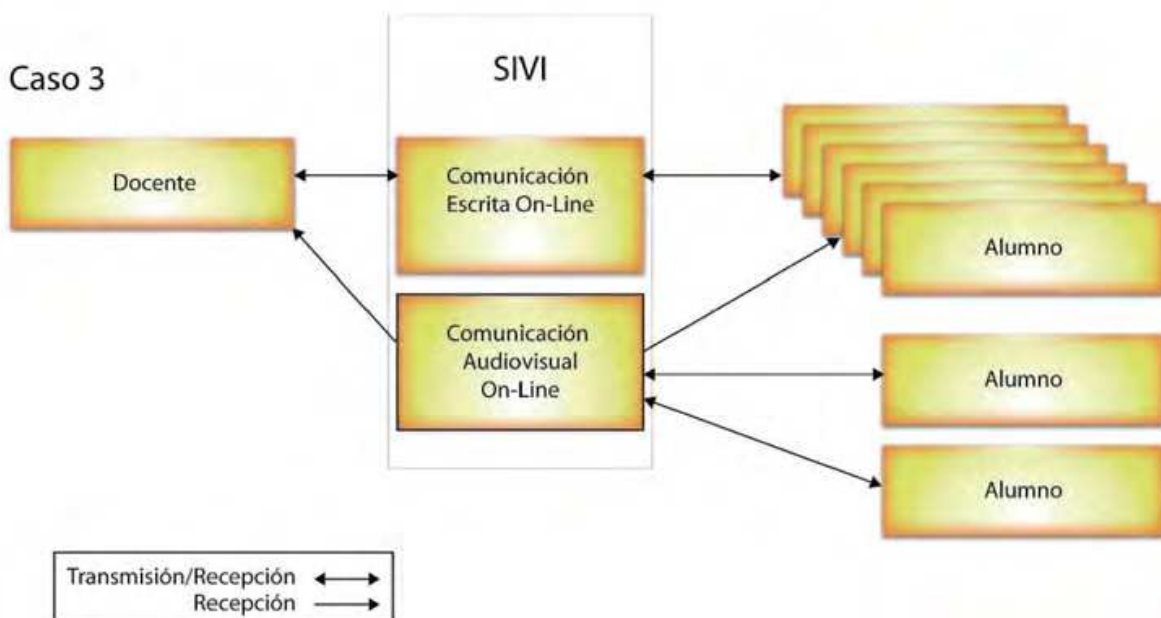 SIVI
Caso 3
Docente
Comunicación
Escrita On-Line
Alumno
Comunicación
Audiovisual
On-Line
Alumno
Alumno
Transmisión/Recepción
Recepción